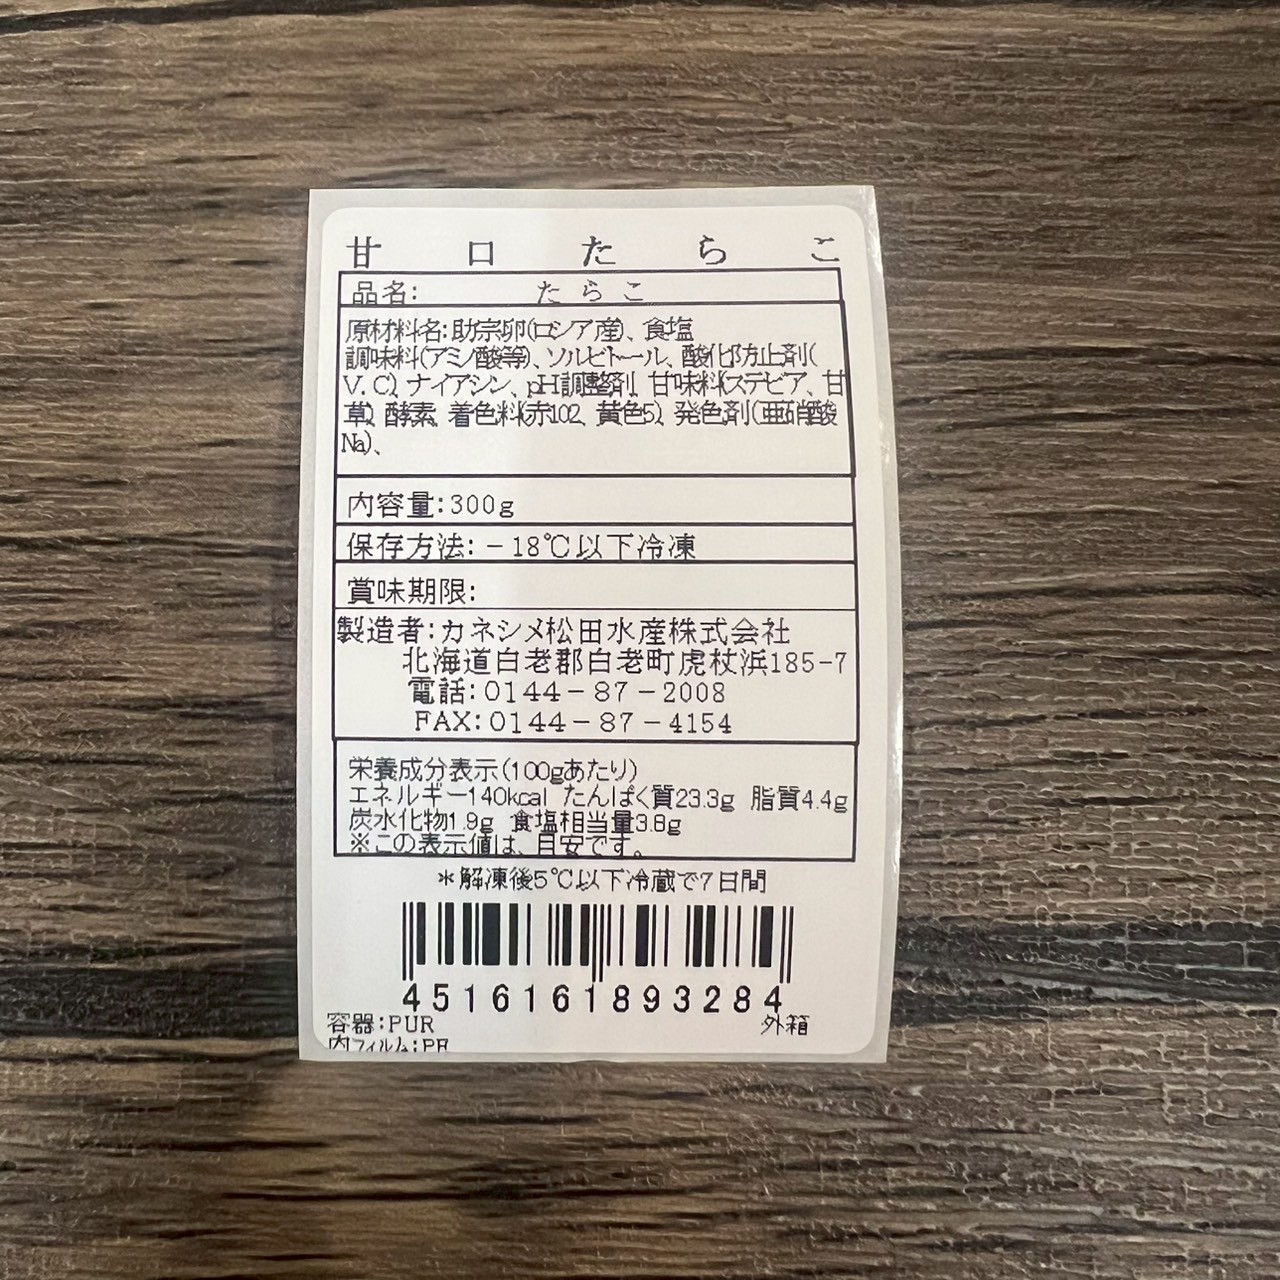 甘口たらこ
品名: たらこ
原材料名:助宗卵(ロシア産)、食塩
調味料(アミノ酸等)、ソルビトール、酸化防止剤(
V.C)、ナイアシン、pH調整剤、甘味料(ステビア、甘
草)、酵素、着色料(赤102、黄色5)、発色剤(亜硝酸
Na)、
内容量:300g
保存方法:－18℃以下冷凍
賞味期限:
製造者:カネシメ松田水産株式会社
北海道白老郡白老町虎杖浜185-7
電話:0144－87－2008
FAX:0144－87－4154
栄養成分表示(100gあたり)
エネルギー140kcal たんぱく質23.3g 脂質4.4g
炭水化物1.9g 食塩相当量3.8g
※この表示値は、目安です。
＊解凍後5℃以下冷蔵で7日間
4516161893284
容器:PUR 外箱
内フィルム:PE